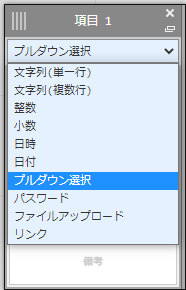 項目 1
プルダウン選択
文字列(単一行)
文字列(複数行)
整数
小数
日時
日付
プルダウン選択
パスワード
ファイルアップロード
リンク
備考